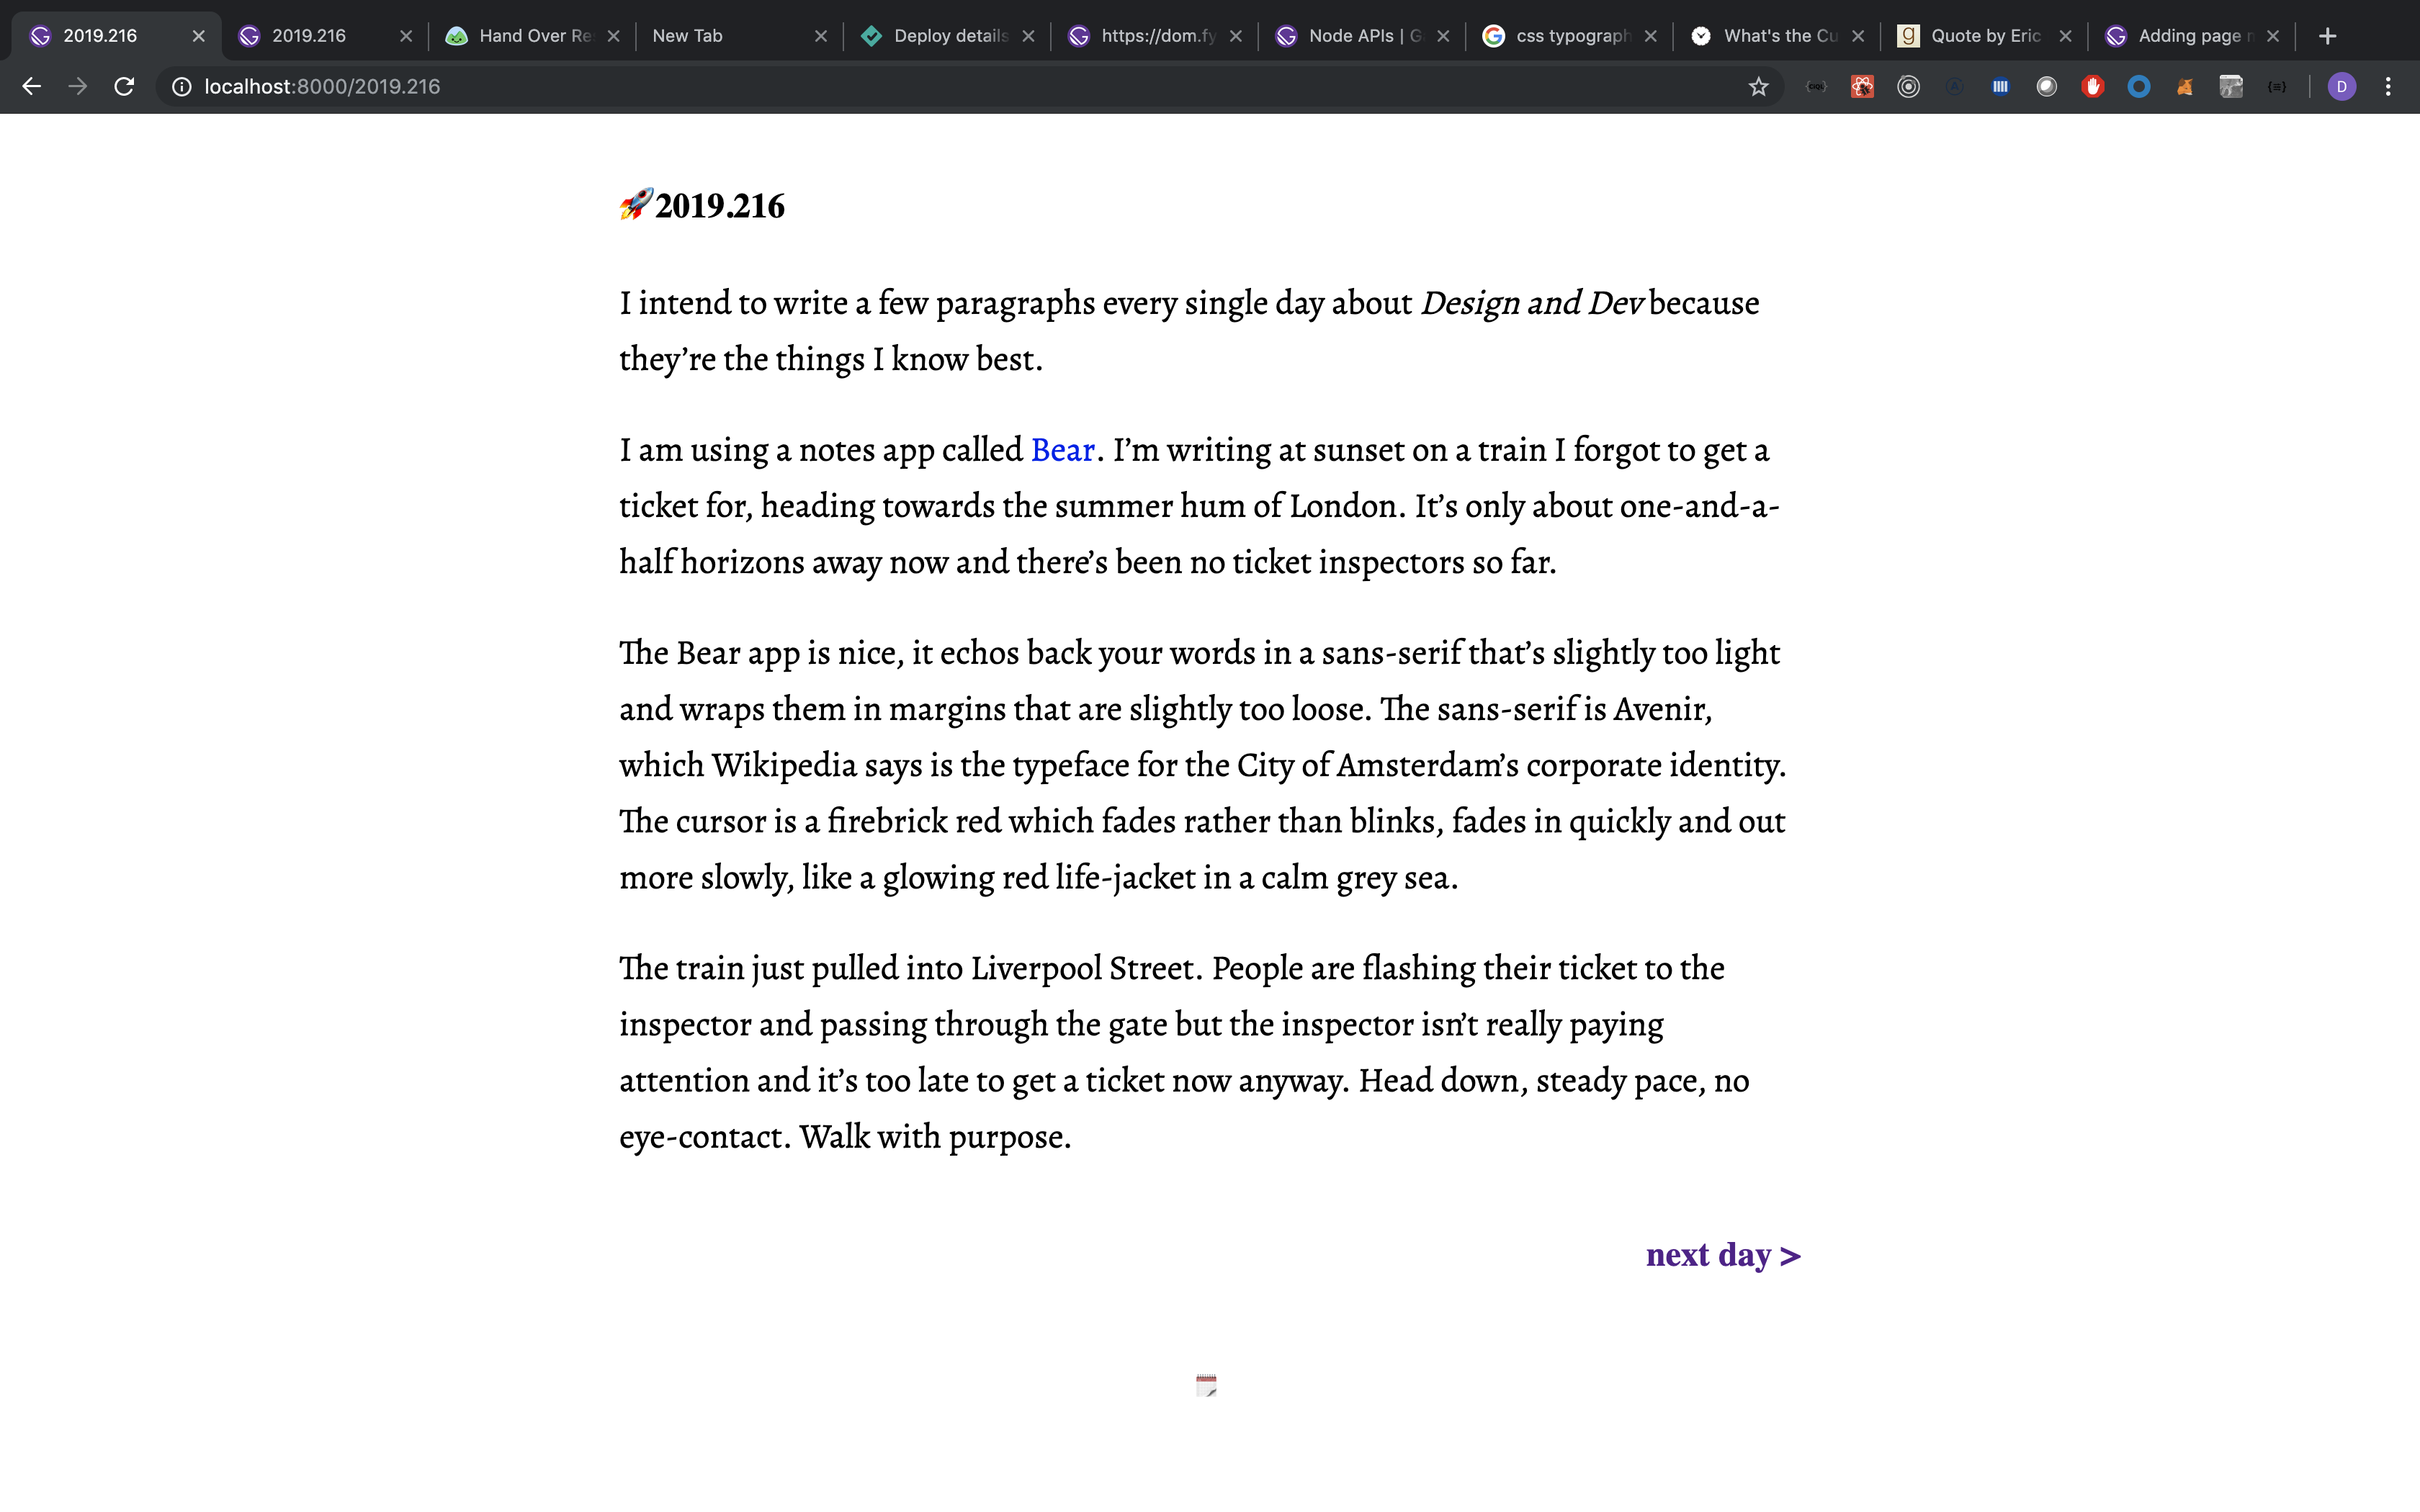 2019.216
2019.216
Hand Over Re
New Tab
Deploy details
https://dom.fy
Node APIs | G
css typograph
What's the Cu
Quote by Eric
Adding page n
localhost:8000/2019.216
D
🚀2019.216
I intend to write a few paragraphs every single day about Design and Dev because
they’re the things I know best.
I am using a notes app called Bear. I’m writing at sunset on a train I forgot to get a
ticket for, heading towards the summer hum of London. It’s only about one-and-a-
half horizons away now and there’s been no ticket inspectors so far.
The Bear app is nice, it echos back your words in a sans-serif that’s slightly too light
and wraps them in margins that are slightly too loose. The sans-serif is Avenir,
which Wikipedia says is the typeface for the City of Amsterdam’s corporate identity.
The cursor is a firebrick red which fades rather than blinks, fades in quickly and out
more slowly, like a glowing red life-jacket in a calm grey sea.
The train just pulled into Liverpool Street. People are flashing their ticket to the
inspector and passing through the gate but the inspector isn’t really paying
attention and it’s too late to get a ticket now anyway. Head down, steady pace, no
eye-contact. Walk with purpose.
next day >